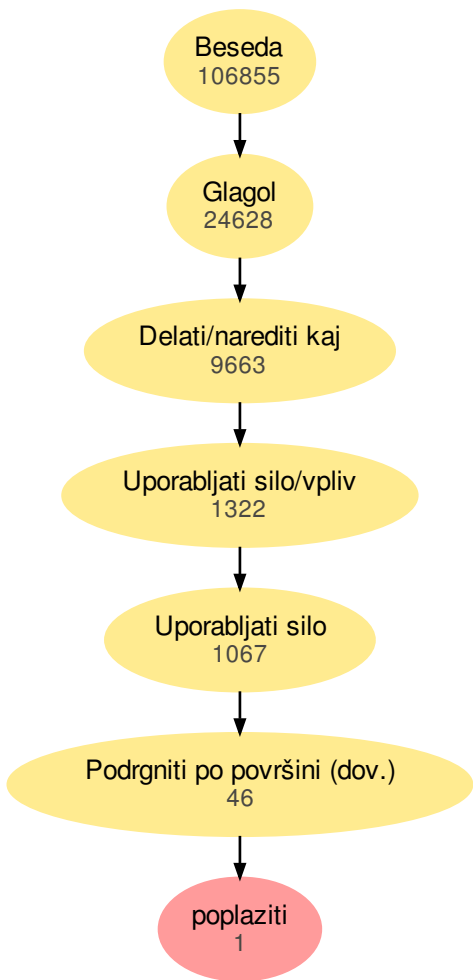 Beseda
106855
Glagol
24628
Delati/narediti kaj
9663
Uporabljati silo/vpliv
1322
Uporabljati silo
1067
Podrgniti po površini (dov.)
46
poplaziti
1